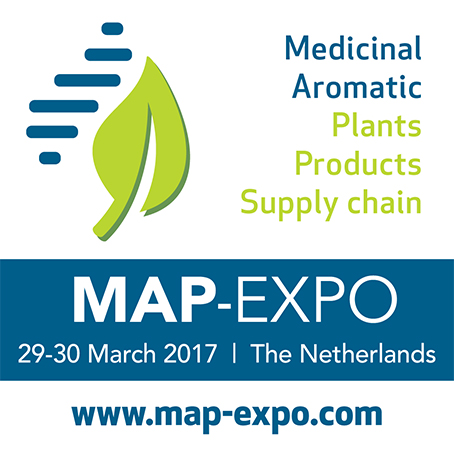 Medicinal
Aromatic
Plants
Products
Supply chain
MAP-EXPO
29-30 March 2017 | The Netherlands
www.map-expo.com